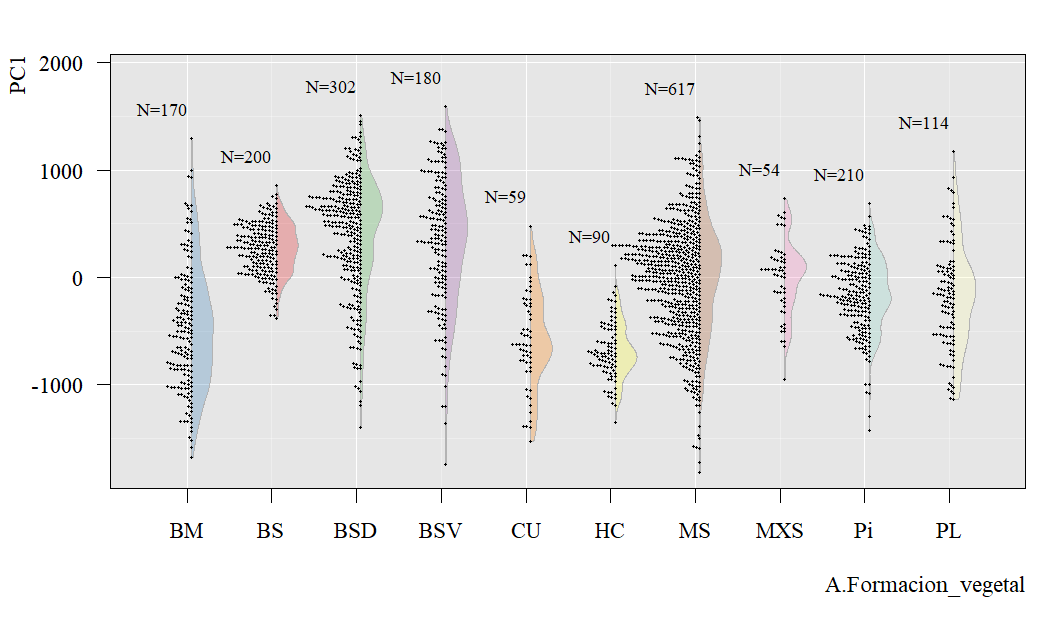 PC1
2000
1000
0
-1000
N=170
N=200
N=302
N=180
N=59
N=90
N=617
N=54
N=210
N=114
BM BS BSD BSV CU HC MS MXS Pi PL
A.Formacion_vegetal